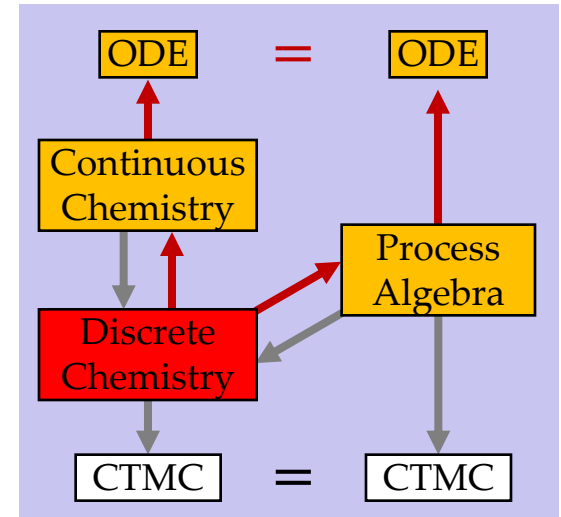 ODE = ODE
Continuous
Chemistry
Process
Algebra
Discrete
Chemistry
CTMC = CTMC